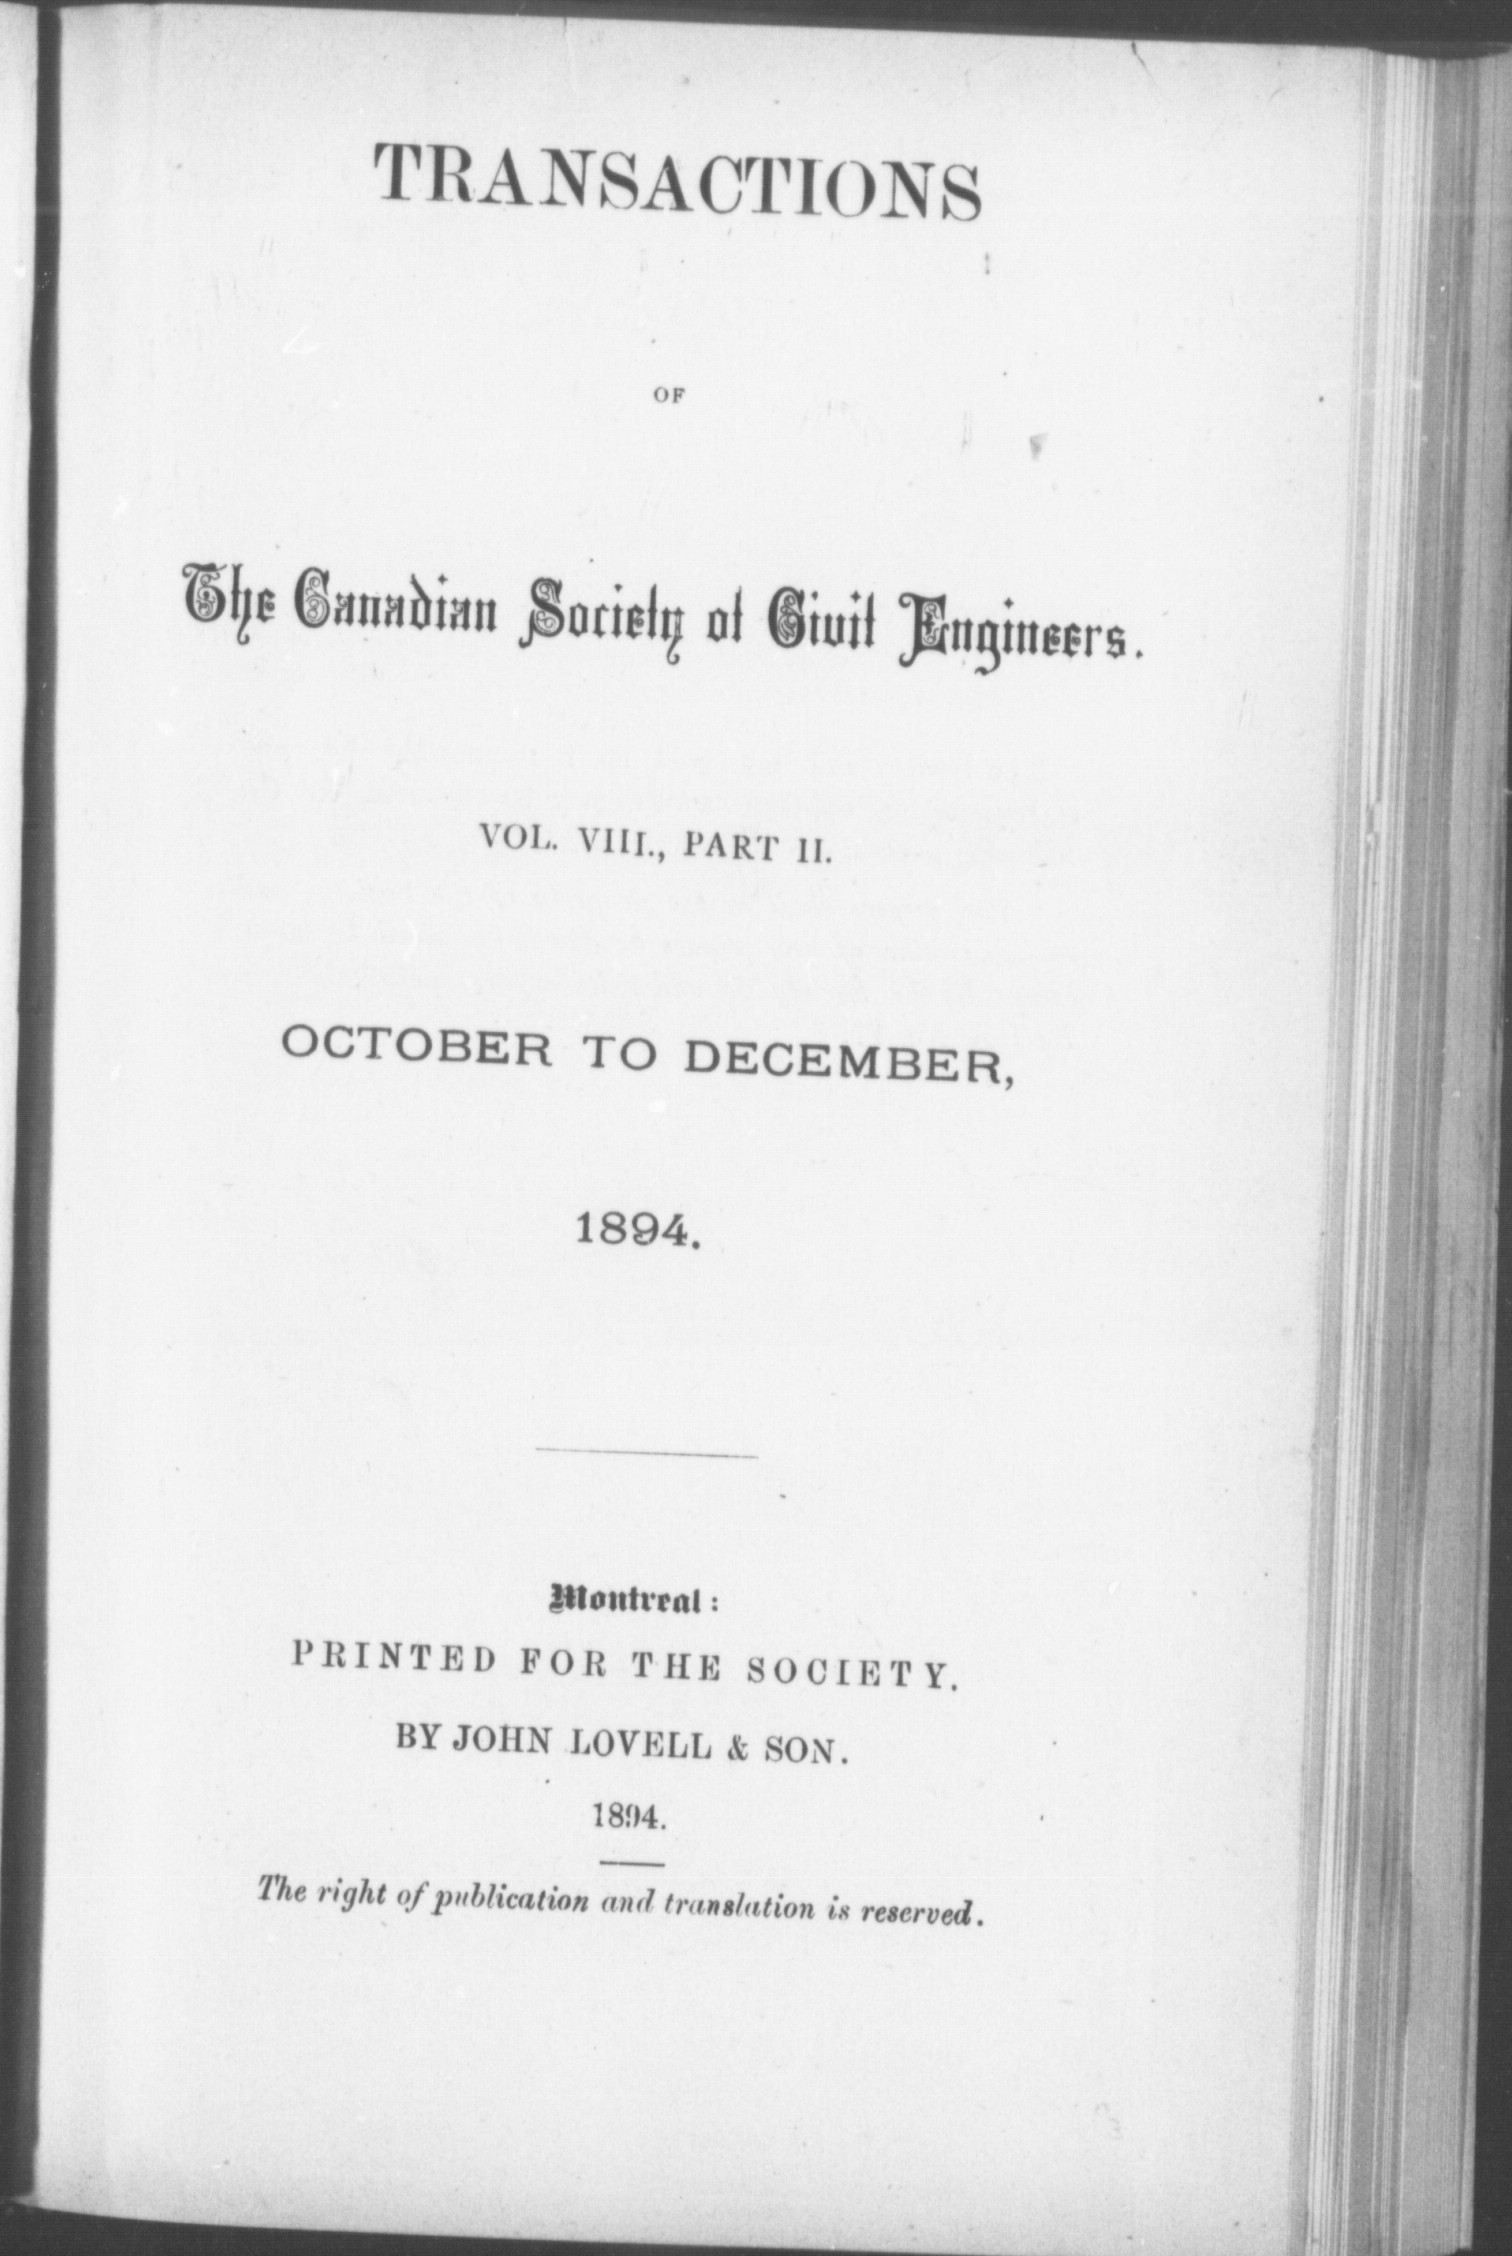 TRANSACTIONS
OF
The Canadian Society of Civil Engineers.
VOL. VIII., PART II.
OCTOBER TO DECEMBER,
1894.
Montreal:
PRINTED FOR THE SOCIETY.
BY JOHN LOVELL & SON.
1894.
The right of publication and translation is reserved.